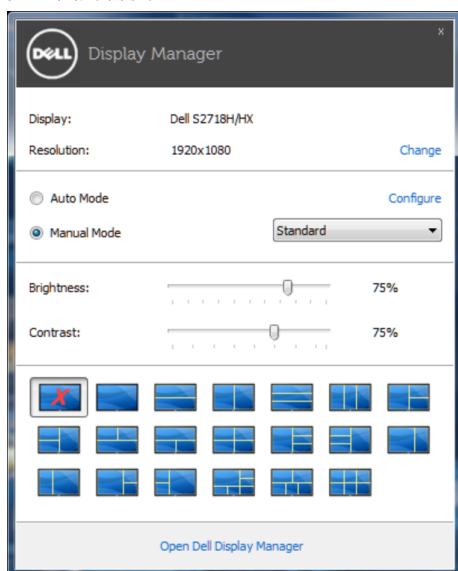 x
DELL Display Manager
Display: Dell S2718H/HX
Resolution: 1920x1080 Change
Auto Mode Configure
Manual Mode Standard
Brightness: 75%
Contrast: 75%
Open Dell Display Manager